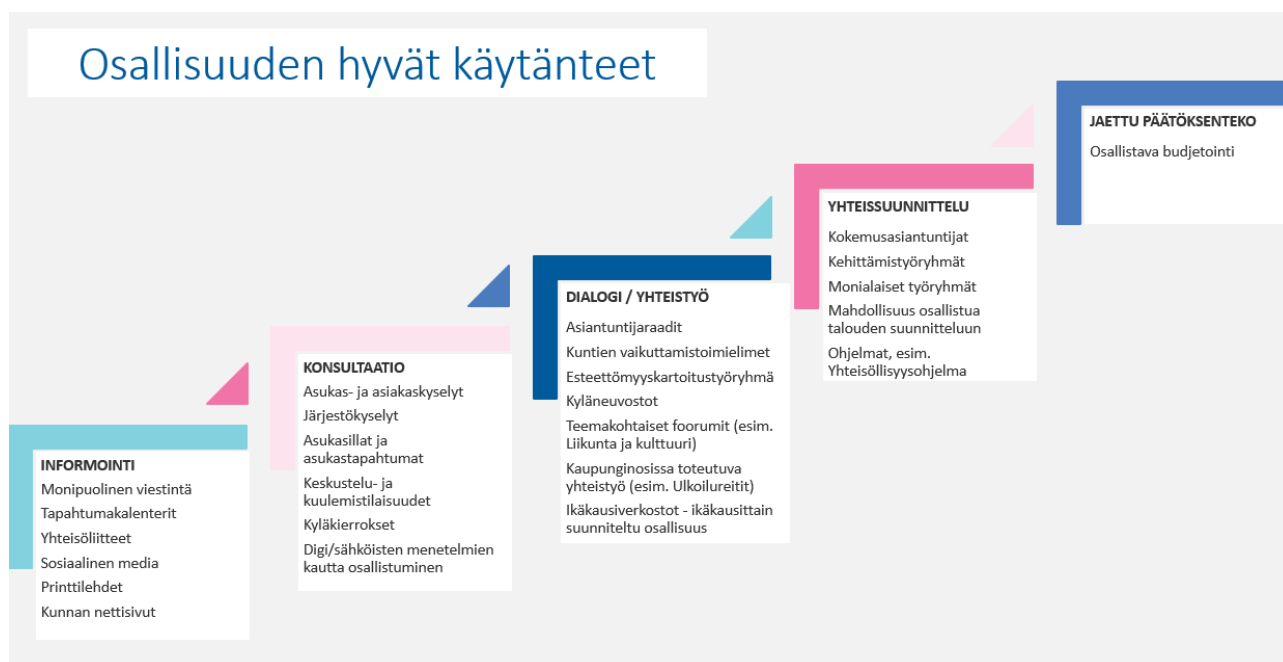 Osallisuuden hyvät käytänteet
INFORMOINTI
Monipuolinen viestintä
Tapahtumakalenterit
Yhteisöliitteet
Sosiaalinen media
Printtilehdet
Kunnan nettisivut
KONSULTAATIO
Asukas- ja asiakaskyselyt
Järjestökyselyt
Asukasillat ja
asukastapahtumat
Keskustelu- ja
kuulemistilaisuudet
Kyläkierrokset
Digi/sähköisten menetelmien
kautta osallistuminen
DIALOGI / YHTEISTYÖ
Asiantuntijaraadit
Kuntien vaikuttamistoimielimet
Esteettömyyskartoitustyöryhmä
Kyläneuvostot
Teemakohtaiset foorumit (esim.
Liikunta ja kulttuuri)
Kaupunginosissa toteutuva
yhteistyö (esim. Ulkoilureitit)
Ikäkausiverkostot - ikäkausittain
suunniteltu osallisuus
YHTEISSUUNNITTELU
Kokemusasiantuntijat
Kehittämistyöryhmät
Monialaiset työryhmät
Mahdollisuus osallistua
talouden suunnitteluun
Ohjelmat, esim.
Yhteisöllisyysohjelma
JAETTU PÄÄTÖKSENTEKO
Osallistava budjetointi